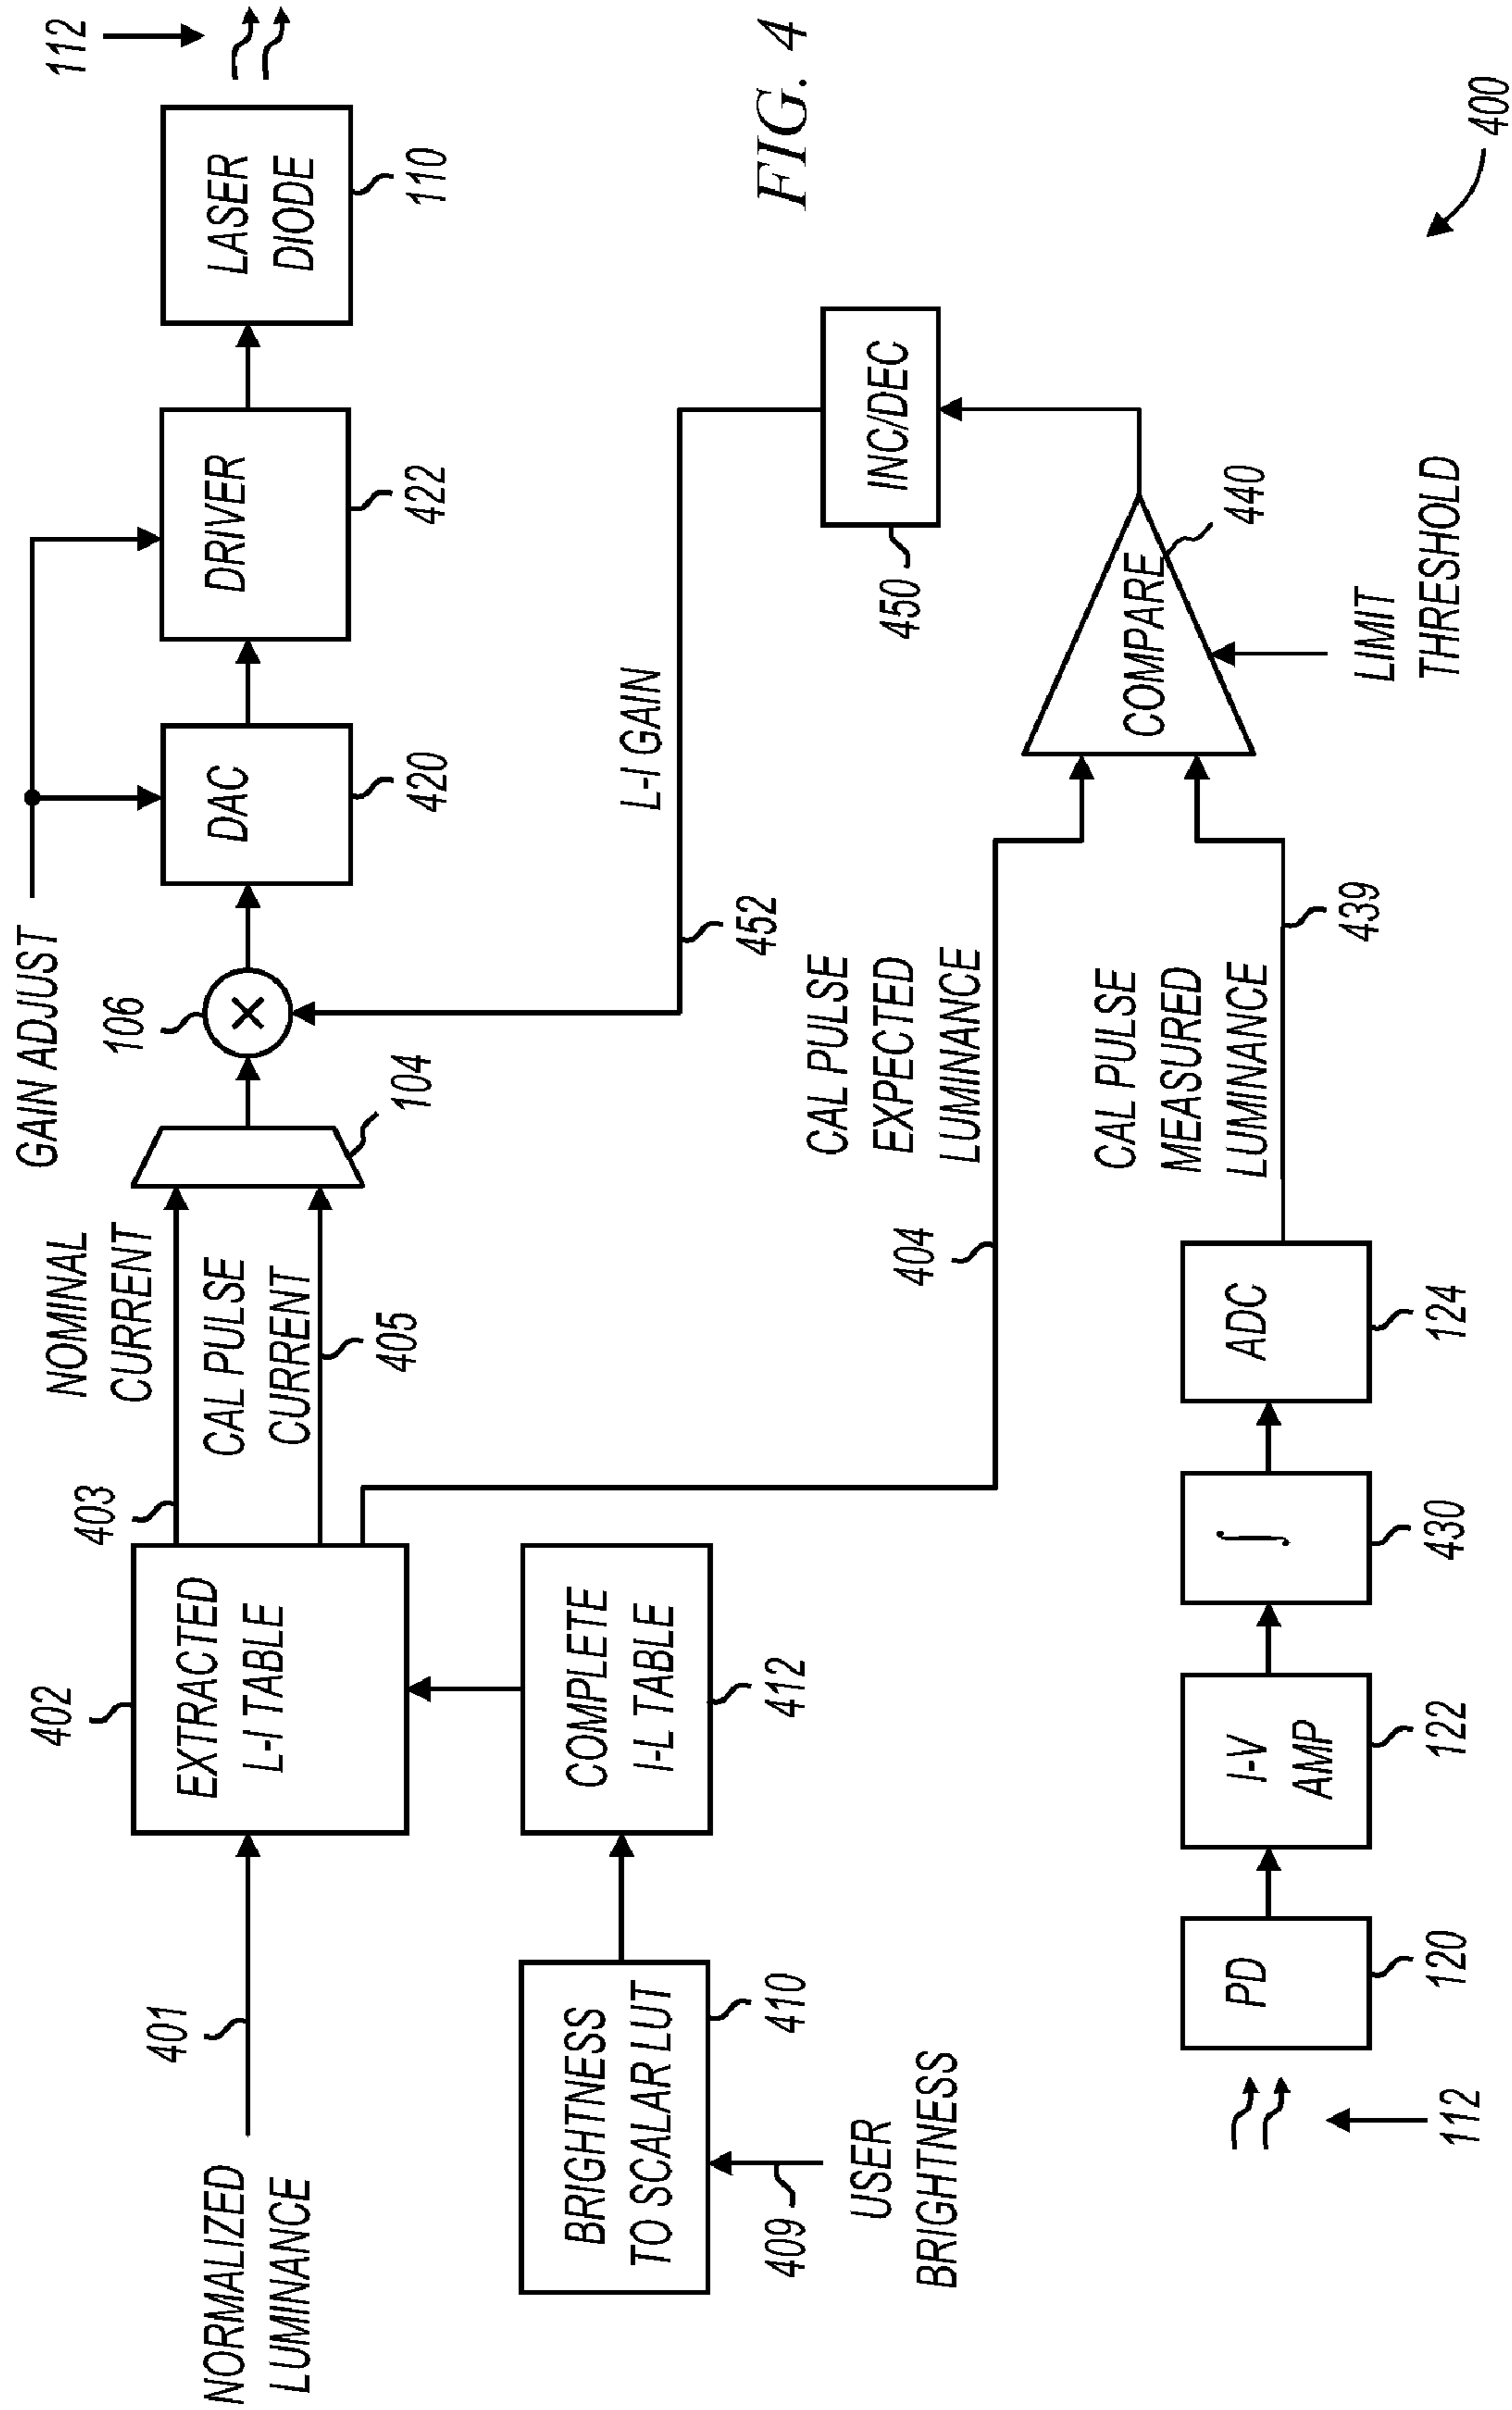 NORMALIZED
LUMINANCE
401
402
EXTRACTED
L-I TABLE
403
NOMINAL
CURRENT
CAL PULSE
CURRENT
405
104
106
GAIN ADJUST
DAC
420
DRIVER
422
LASER
DIODE
110
112
BRIGHTNESS
TO SCALAR LUT
410
409
USER
BRIGHTNESS
COMPLETE
I-L TABLE
412
404
CAL PULSE
EXPECTED
LUMINANCE
452
L-I GAIN
450
INC/DEC
FIG. 4
112
PD
120
I-V
AMP
122
∫
430
ADC
124
CAL PULSE
MEASURED
LUMINANCE
439
COMPARE
440
LIMIT
THRESHOLD
400